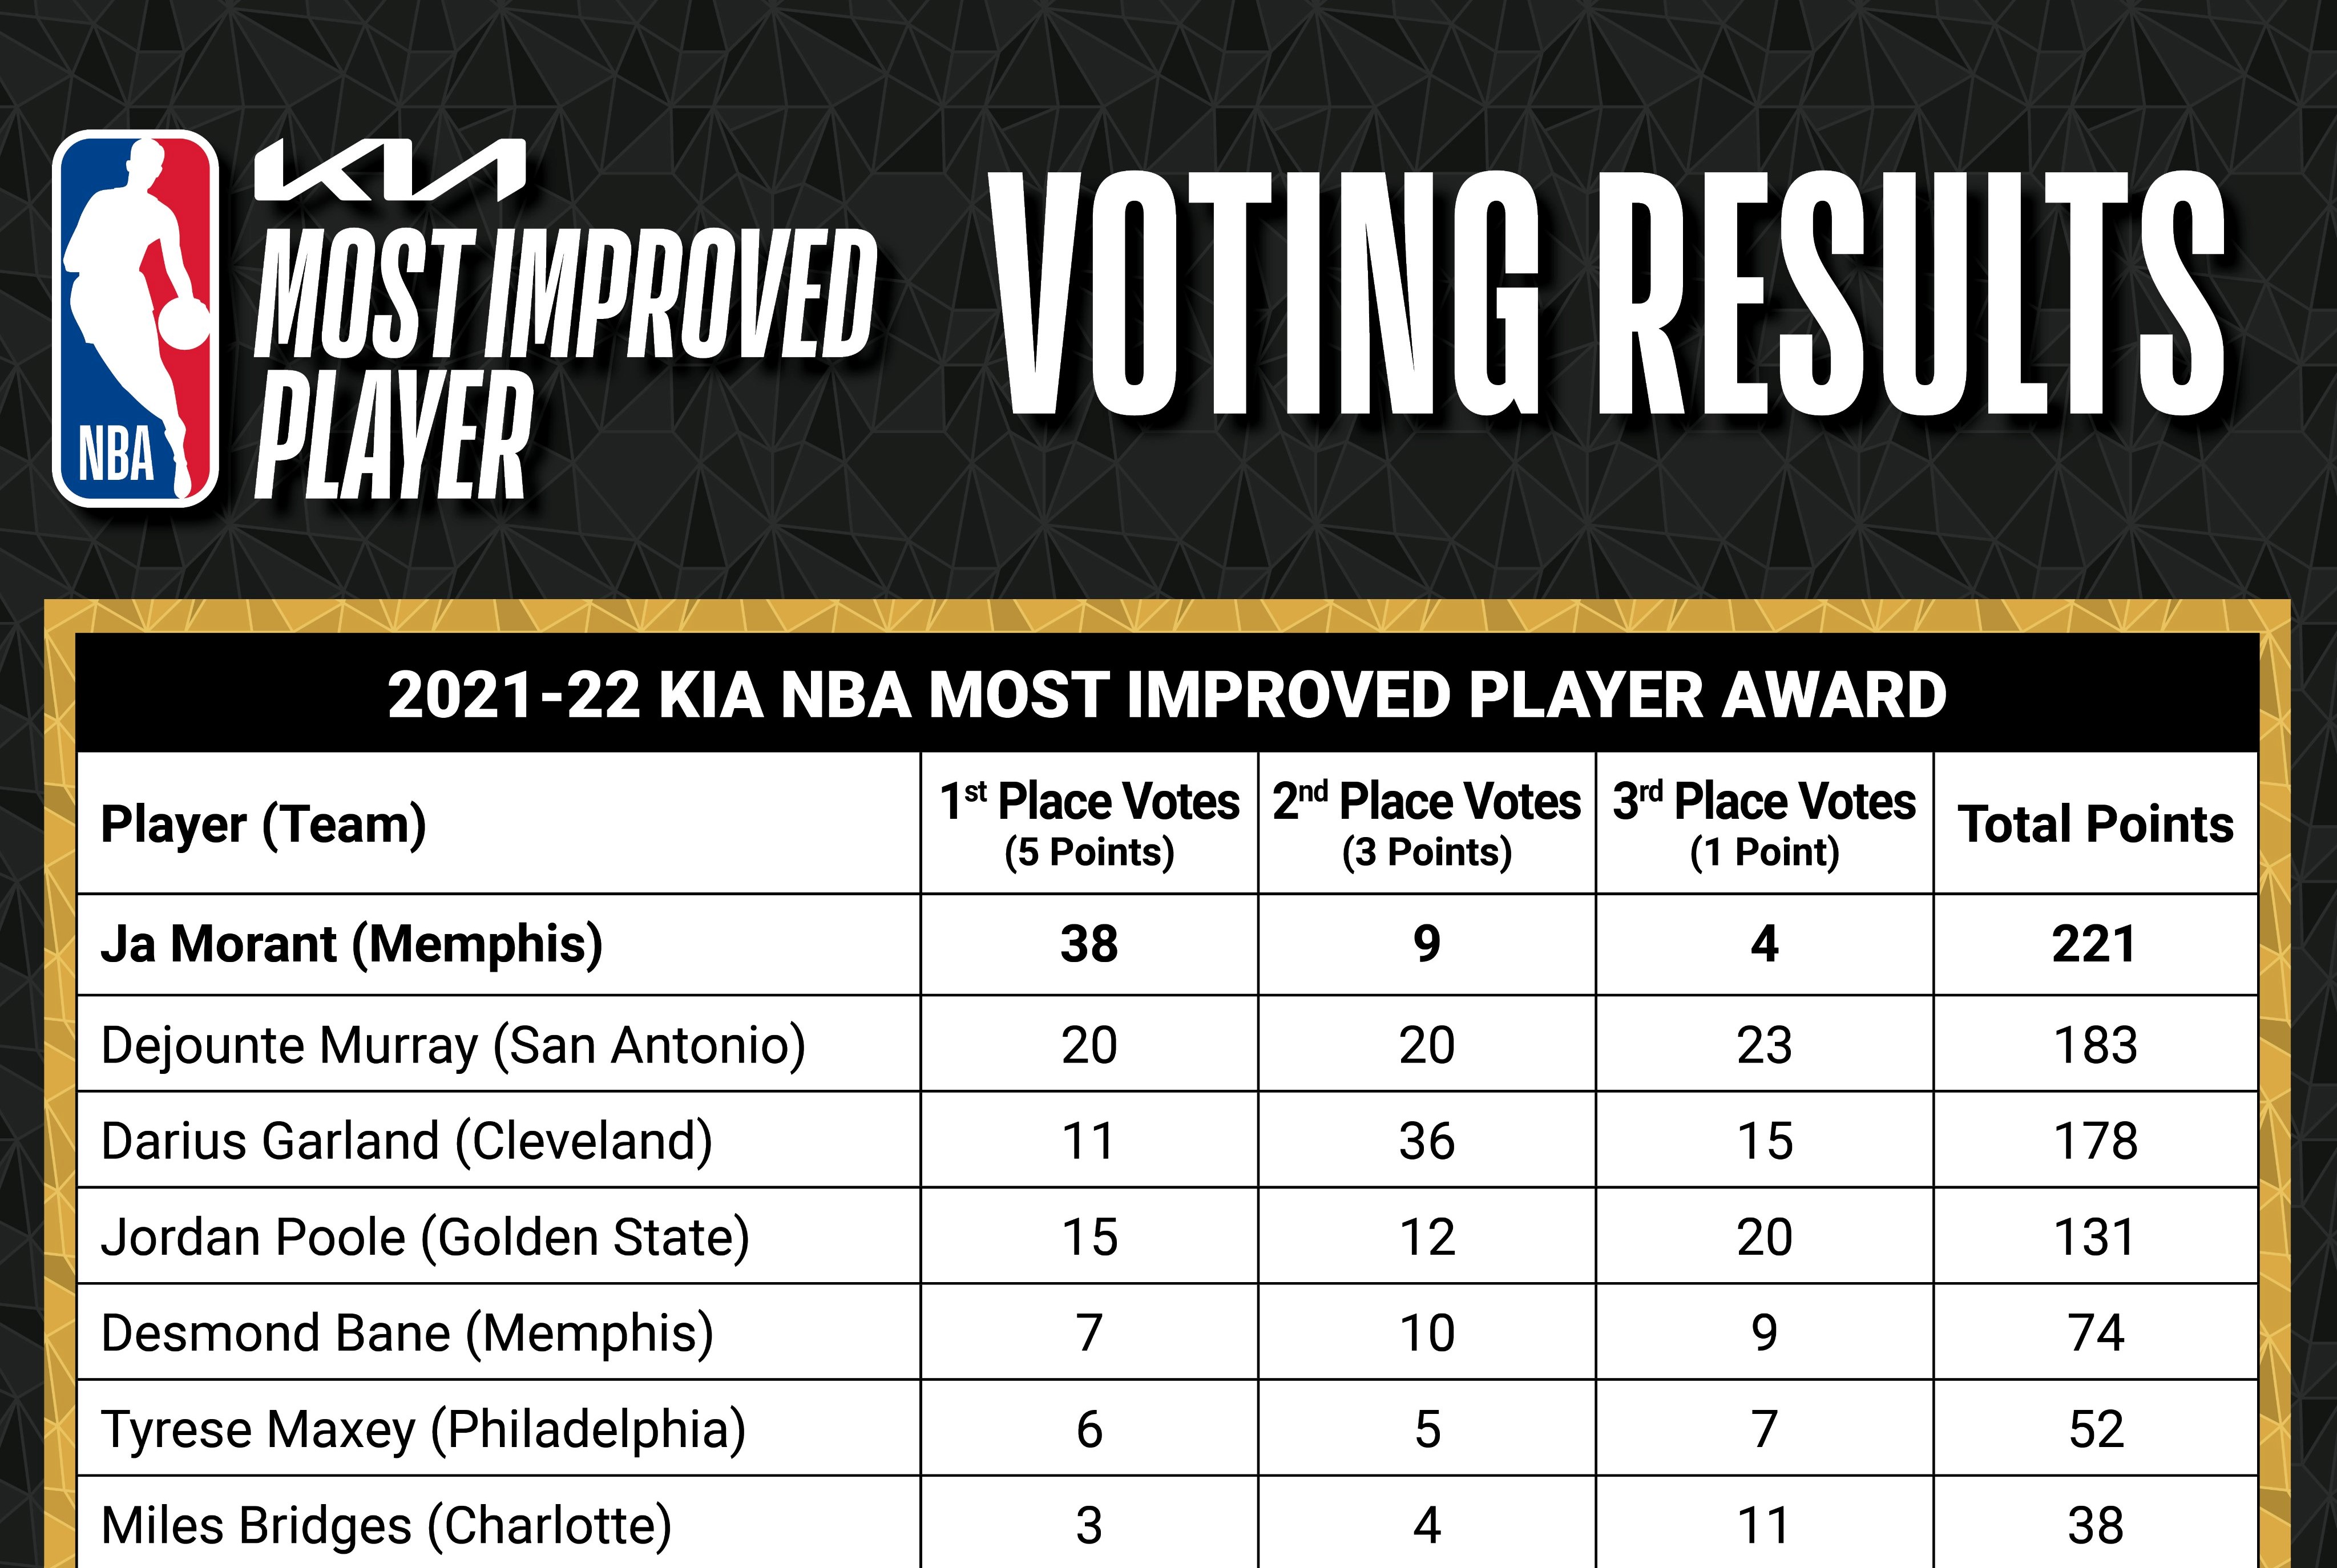 KIA
MOST IMPROVED
PLAYER
NBA
VOTING RESULTS
2021-22 KIA NBA MOST IMPROVED PLAYER AWARD
Player (Team) 1st Place Votes (5 Points) 2nd Place Votes (3 Points) 3rd Place Votes (1 Point) Total Points
Ja Morant (Memphis) 38 9 4 221
Dejounte Murray (San Antonio) 20 20 23 183
Darius Garland (Cleveland) 11 36 15 178
Jordan Poole (Golden State) 15 12 20 131
Desmond Bane (Memphis) 7 10 9 74
Tyrese Maxey (Philadelphia) 6 5 7 52
Miles Bridges (Charlotte) 3 4 11 38